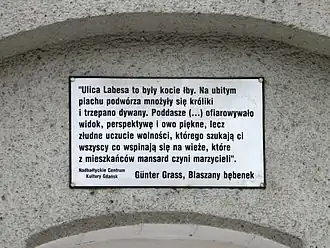 "Ulica Labesa to były kocie łby. Na ubitym
piachu podwórza mnożyły się króliki
i trzepano dywany. Poddasze (...) ofiarowywało
widok, perspektywę i owo piękne, lecz
złudne uczucie wolności, którego szukają ci
wszyscy co wspinają się na wieże, które
z mieszkańców mansard czyni marzycieli".
Nadbałtyckie Centrum
Kultury Gdańsk
Günter Grass, Blaszany bębenek